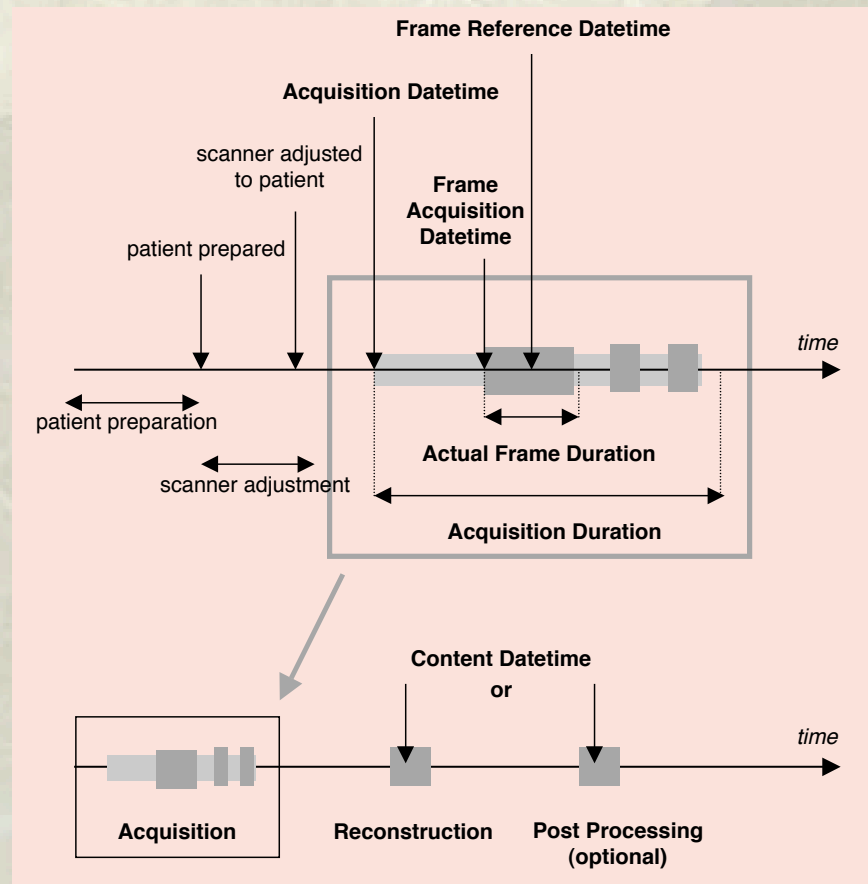 Frame Reference Datetime
Acquisition Datetime
scanner adjusted
to patient
Frame
Acquisition
Datetime
patient prepared
time
patient preparation
Actual Frame Duration
scanner adjustment
Acquisition Duration
Content Datetime
or
time
Acquisition
Reconstruction
Post Processing
(optional)